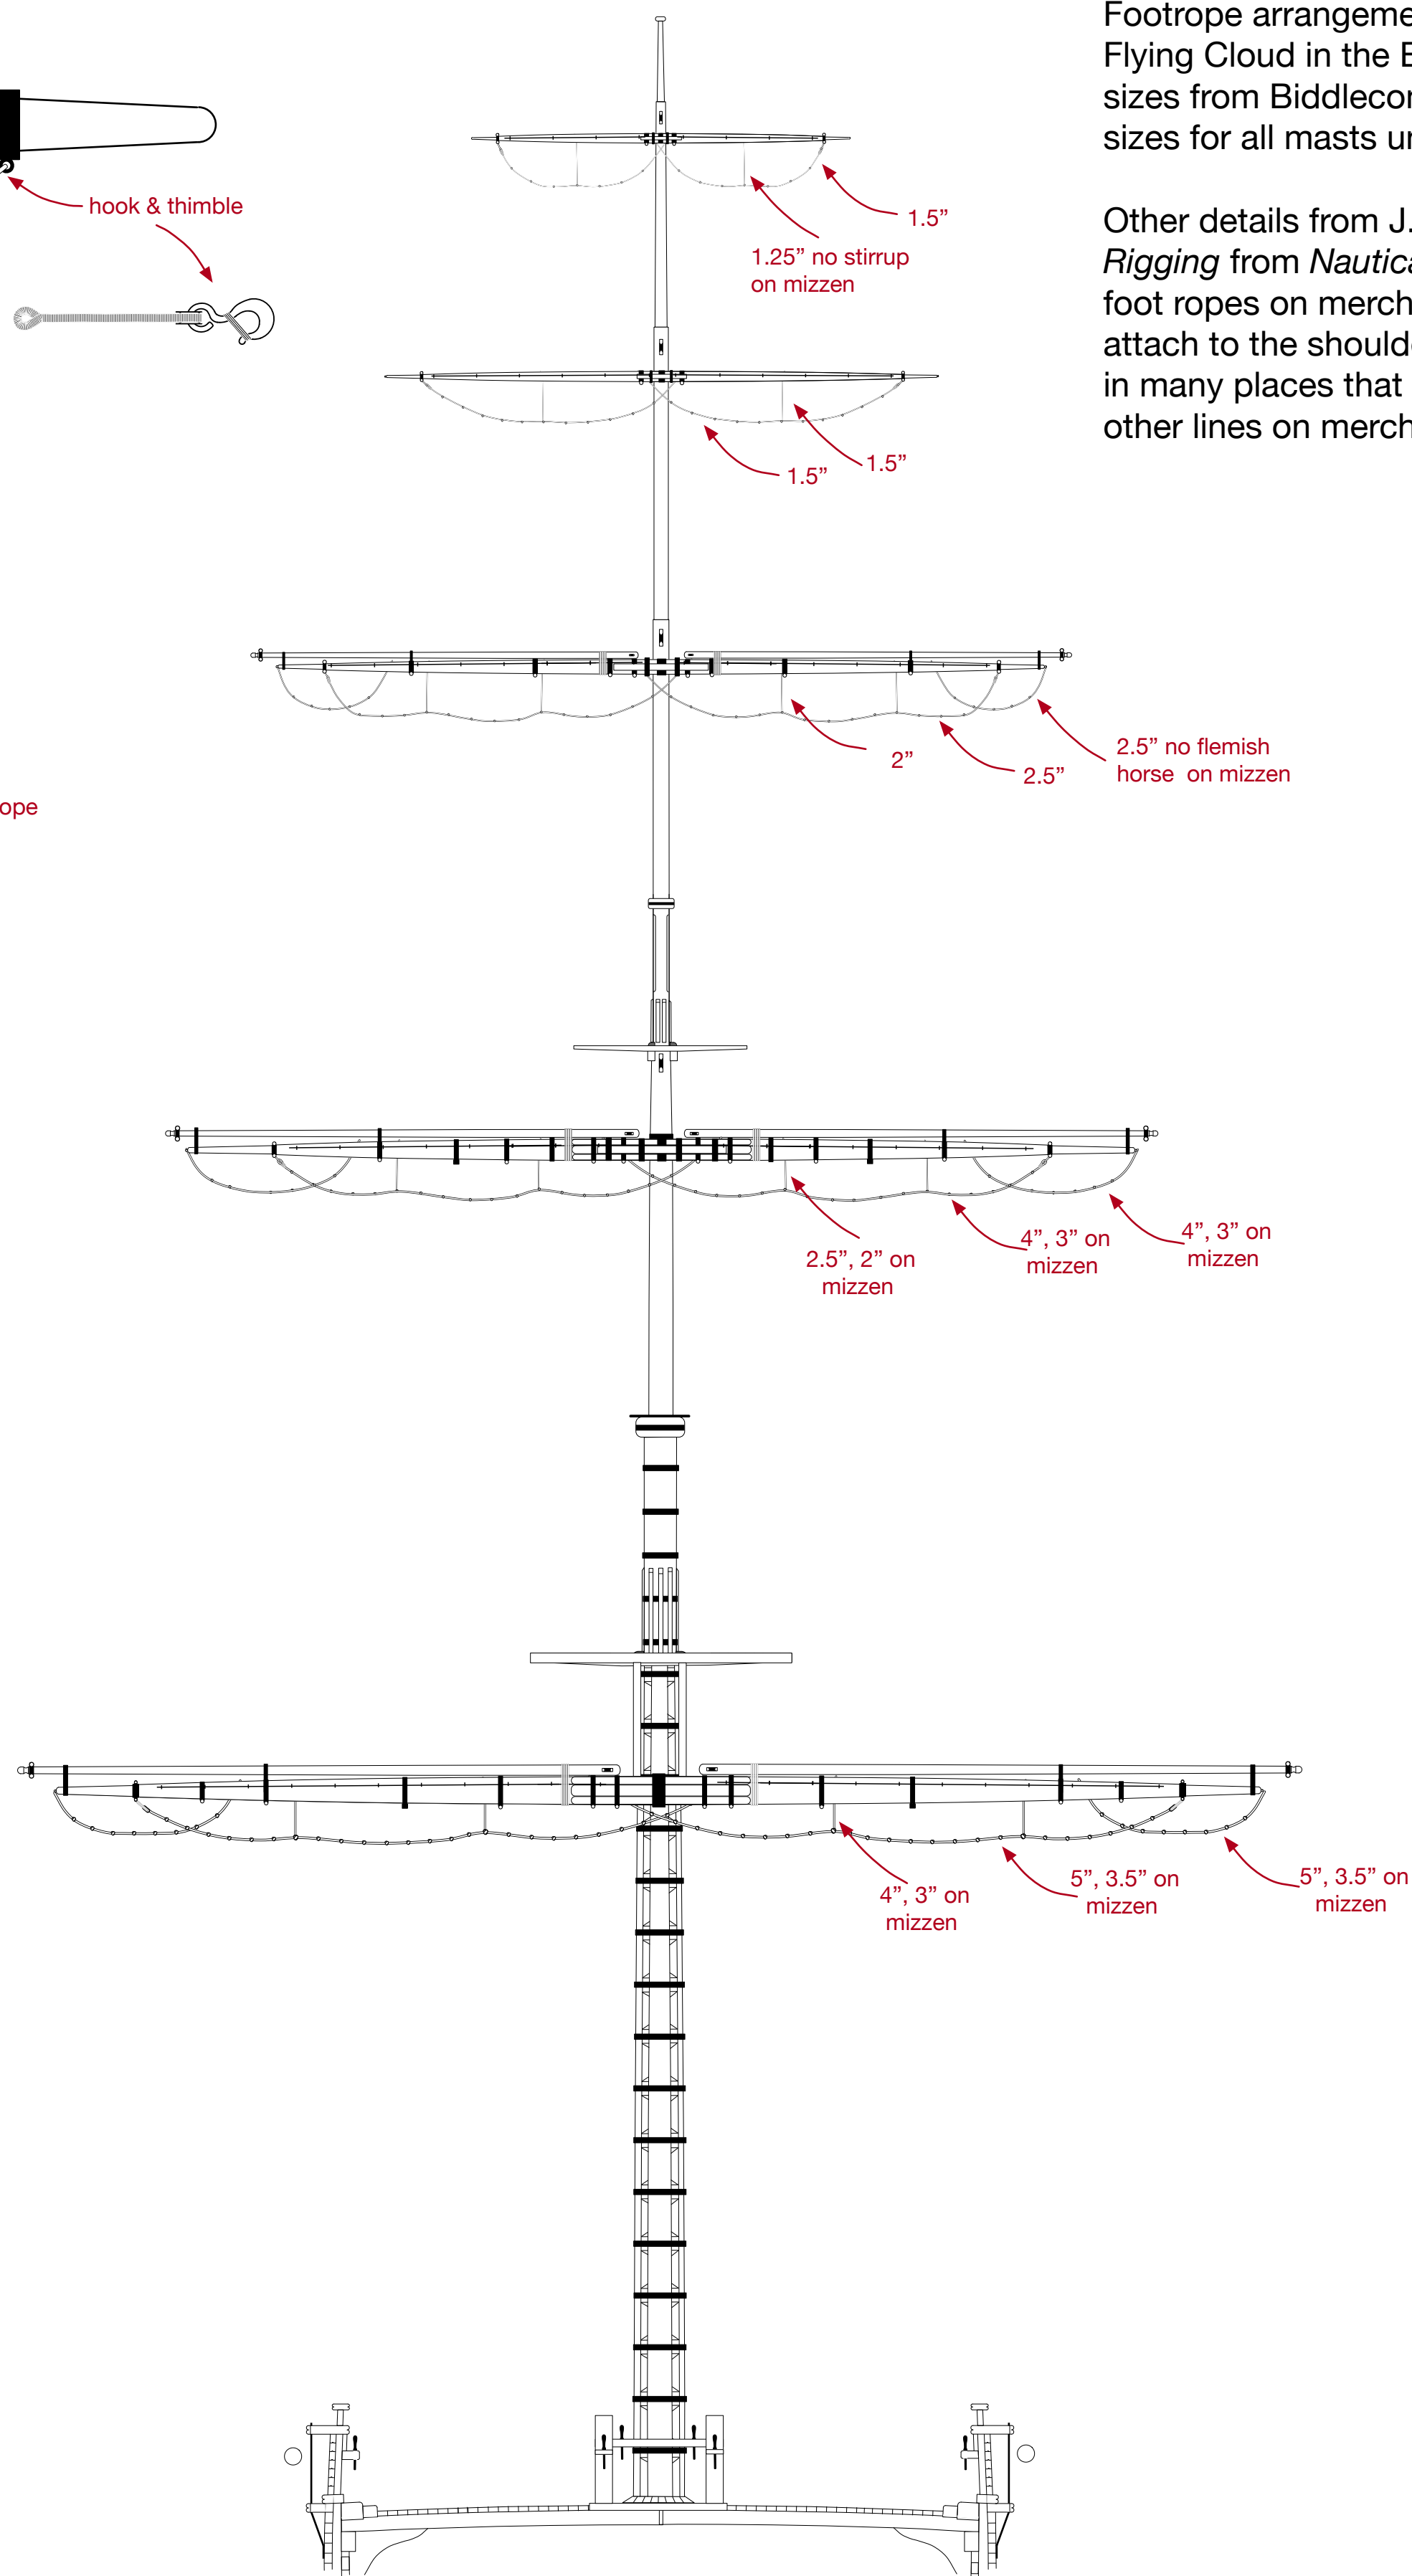 Footrope arrangeme
Flying Cloud in the
sizes from Biddlecor
sizes for all masts
Other details from J.
Rigging from Nautica
foot ropes on merch
attach to the should
in many places that
other lines on merch
hook & thimble
1.5”
1.25” no stirrup
on mizzen
1.5”
1.5”
2”
2.5”
2.5” no flemish
horse on mizzen
ope
2.5”, 2” on
mizzen
4”, 3” on
mizzen
4”, 3” on
mizzen
4”, 3” on
mizzen
5”, 3.5” on
mizzen
5”, 3.5” on
mizzen